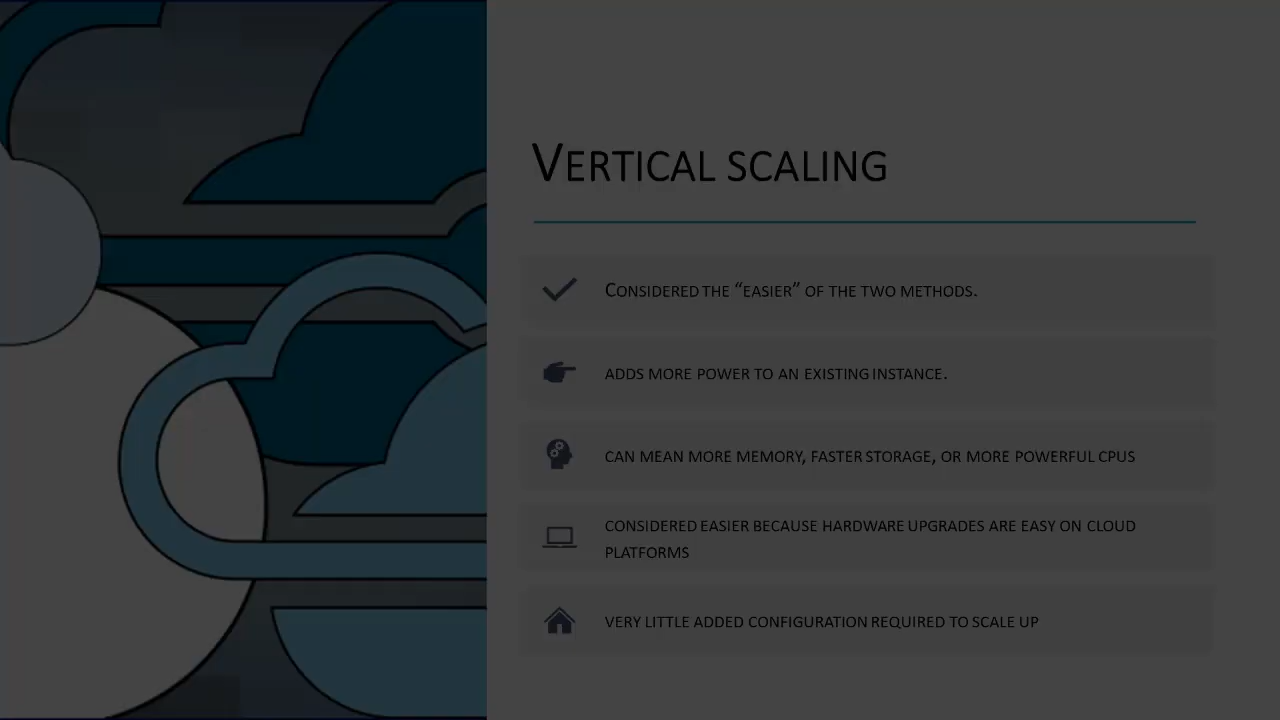 VERTICAL SCALING
CONSIDERED THE “EASIER” OF THE TWO METHODS.
ADDS MORE POWER TO AN EXISTING INSTANCE.
CAN MEAN MORE MEMORY, FASTER STORAGE, OR MORE POWERFUL CPUS
CONSIDERED EASIER BECAUSE HARDWARE UPGRADES ARE EASY ON CLOUD
PLATFORMS
VERY LITTLE ADDED CONFIGURATION REQUIRED TO SCALE UP